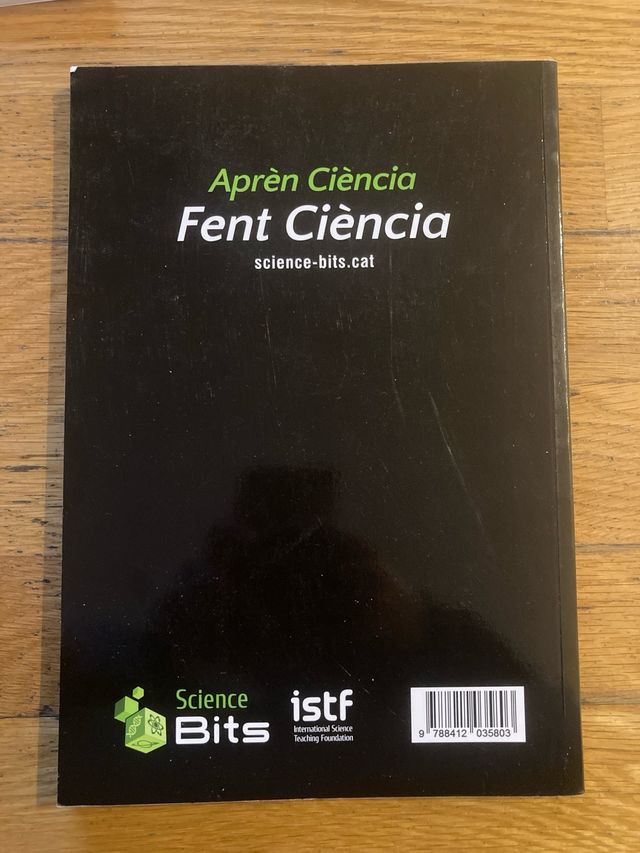 Aprèn Ciència
Fent Ciència
science-bits.cat
Science
Bits
istf
International Science
Teaching Foundation
9 788412 035803